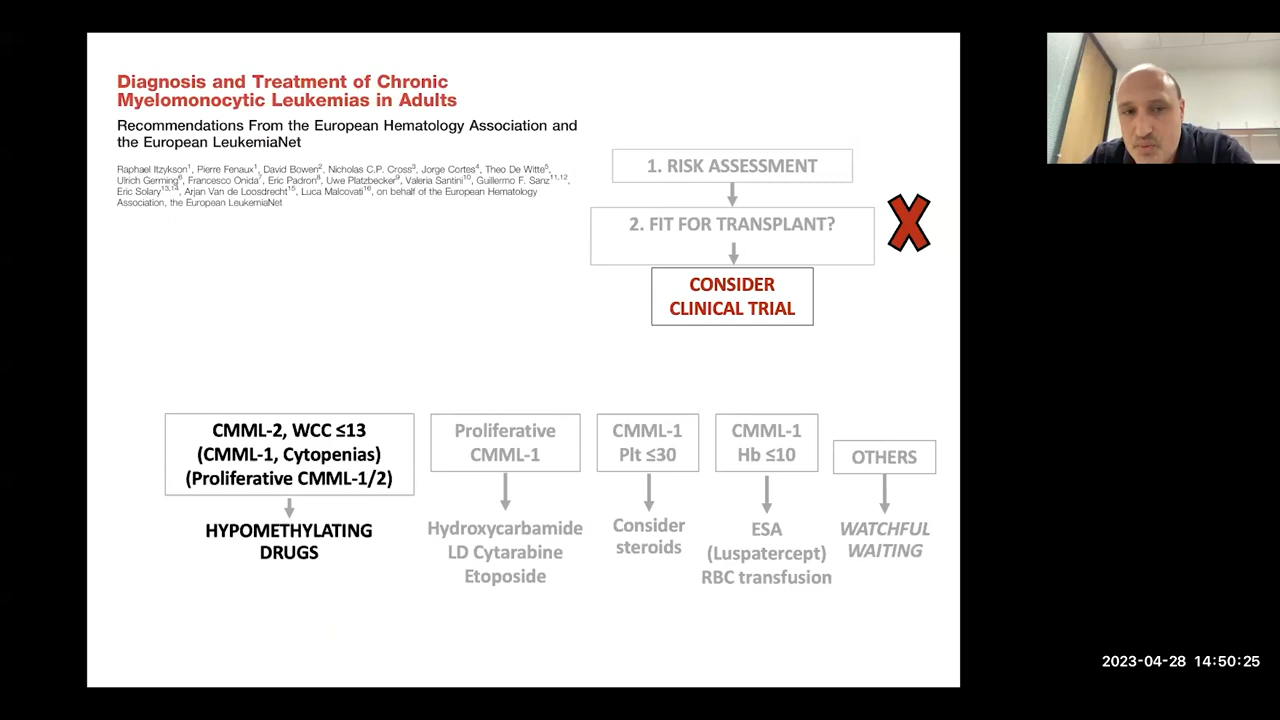 Diagnosis and Treatment of Chronic
Myelomonocytic Leukemias in Adults
Recommendations From the European Hematology Association and
the European LeukemiaNet
Raphael Itzykson1, Pierre Fenaux1, David Bowen2, Nicholas C.P. Cross3, Jorge Cortes4, Theo De Witte5,
Ulrich Germing6, Francesco Onida7, Eric Padron8, Uwe Platzbecker9, Valeria Santini10, Guillermo F. Sanz11,12,
Eric Solary13,14, Arjan Van de Loosdrecht15, Luca Malcovati16, on behalf of the European Hematology
Association, the European LeukemiaNet
1. RISK ASSESSMENT
2. FIT FOR TRANSPLANT?
CONSIDER
CLINICAL TRIAL
CMML-2, WCC ≤13
(CMML-1, Cytopenias)
(Proliferative CMML-1/2)
HYPOMETHYLATING
DRUGS
Proliferative
CMML-1
Hydroxycarbamide
LD Cytarabine
Etoposide
CMML-1
Plt ≤30
Consider
steroids
CMML-1
Hb ≤10
ESA
(Luspatercept)
RBC transfusion
OTHERS
WATCHFUL
WAITING
2023-04-28 14:50:25